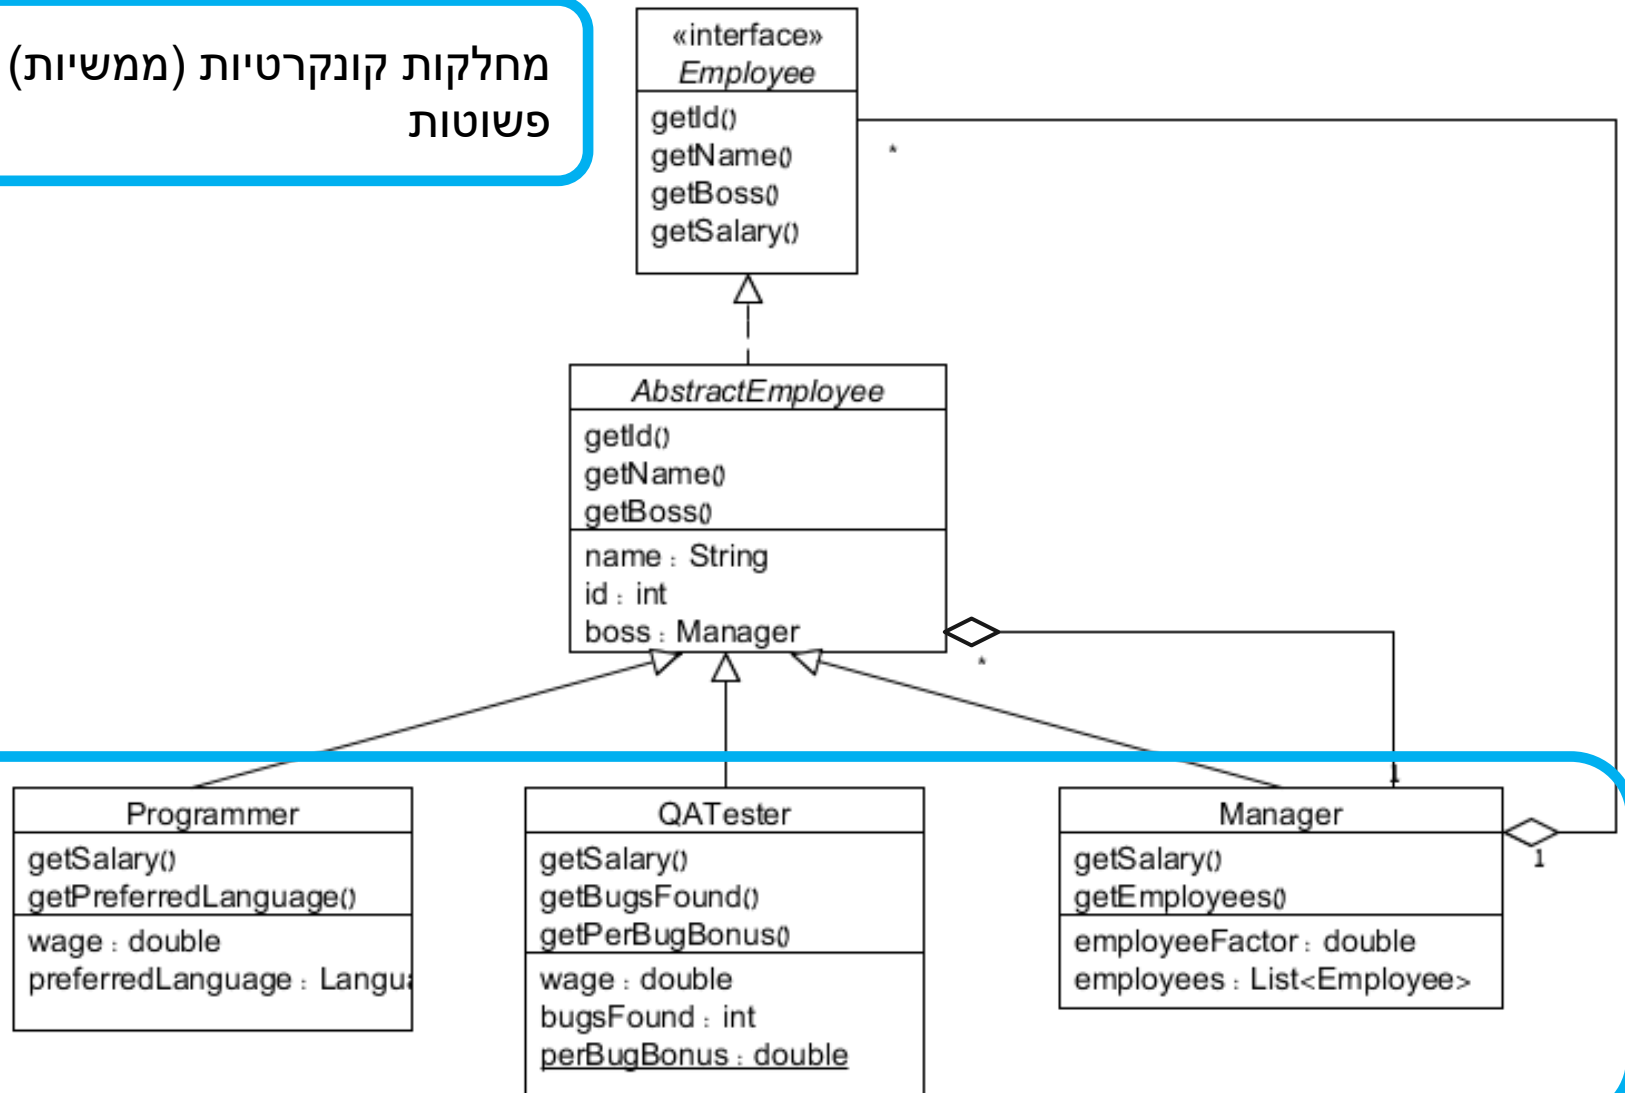 מחלקות קונקרטיות (ממשיות)
פשוטות
«interface»
Employee
getId()
getName()
getBoss()
getSalary()
*
AbstractEmployee
getId()
getName()
getBoss()
name : String
id : int
boss : Manager
*
1
Programmer
getSalary()
getPreferredLanguage()
wage : double
preferredLanguage : Langua
QATester
getSalary()
getBugsFound()
getPerBugBonus()
wage : double
bugsFound : int
perBugBonus : double
Manager
getSalary()
getEmployees()
employeeFactor : double
employees : List<Employee>
1